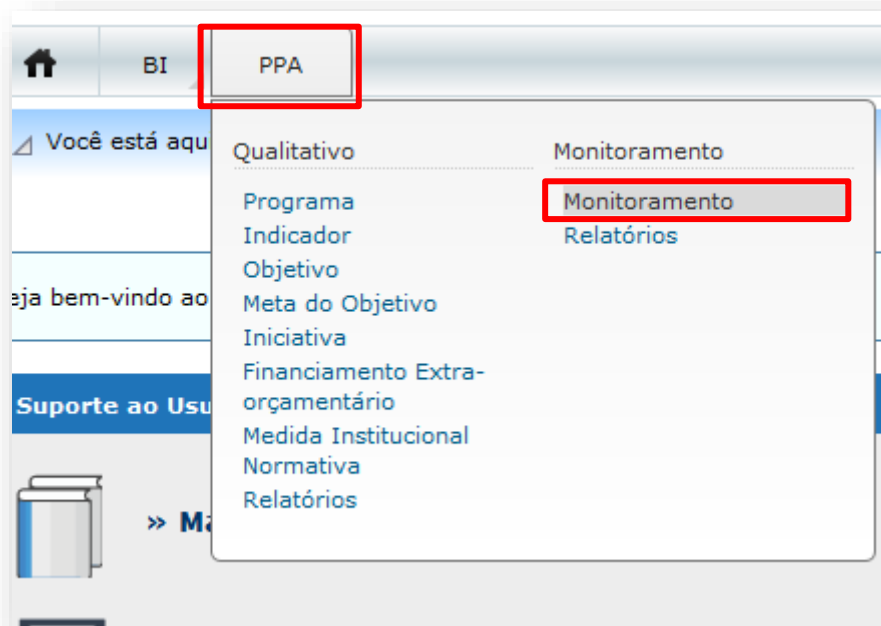 BI PPA
Você está aqu
Qualitativo Monitoramento
Programa Monitoramento
Indicador Relatórios
Objetivo
eja bem-vindo ao Meta do Objetivo
Iniciativa
Financiamento Extra-
Suporte ao Usu orçamentário
Medida Institucional
Normativa
Relatórios
» Ma